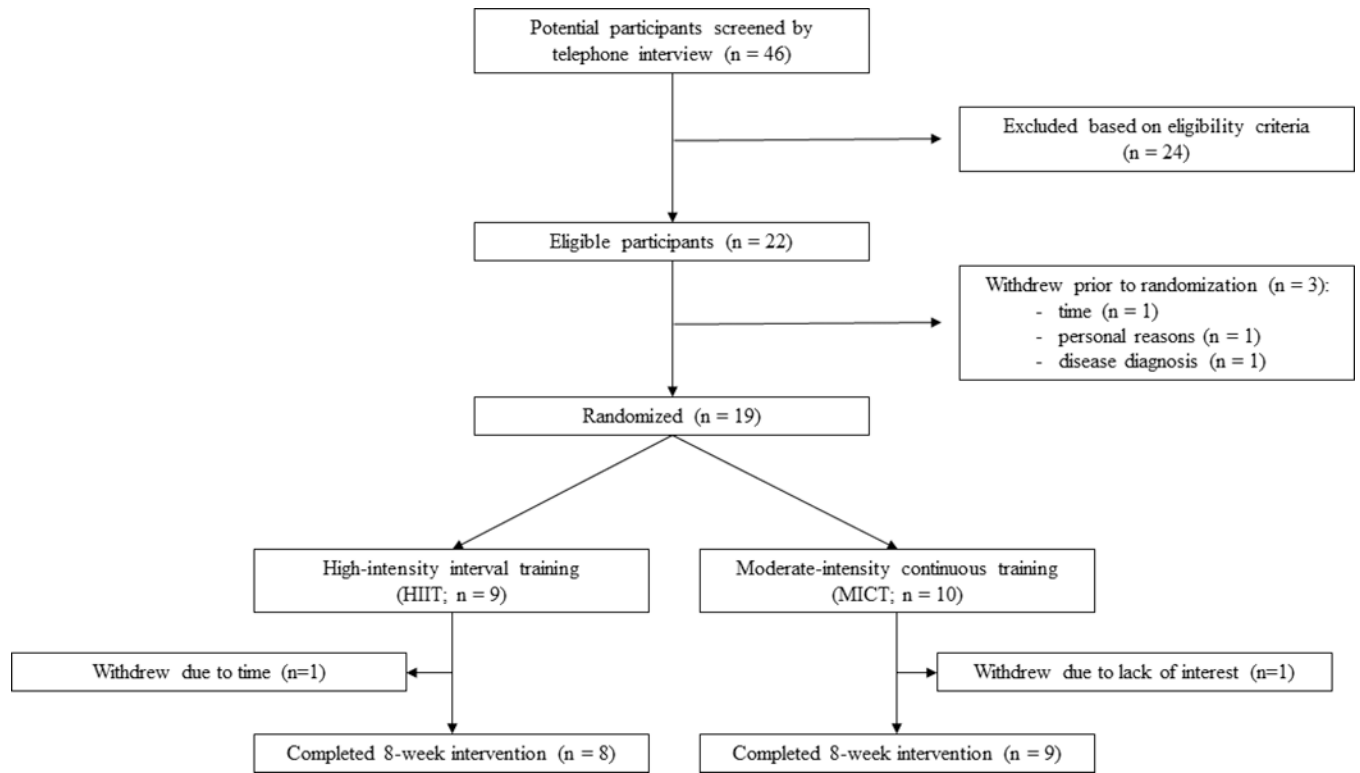 Potential participants screened by
telephone interview (n = 46)
Excluded based on eligibility criteria
(n = 24)
Eligible participants (n = 22)
Withdrew prior to randomization (n = 3):
- time (n = 1)
- personal reasons (n = 1)
- disease diagnosis (n = 1)
Randomized (n = 19)
High-intensity interval training
(HIIT; n = 9)
Moderate-intensity continuous training
(MICT; n = 10)
Withdrew due to time (n=1)
Withdrew due to lack of interest (n=1)
Completed 8-week intervention (n = 8)
Completed 8-week intervention (n = 9)